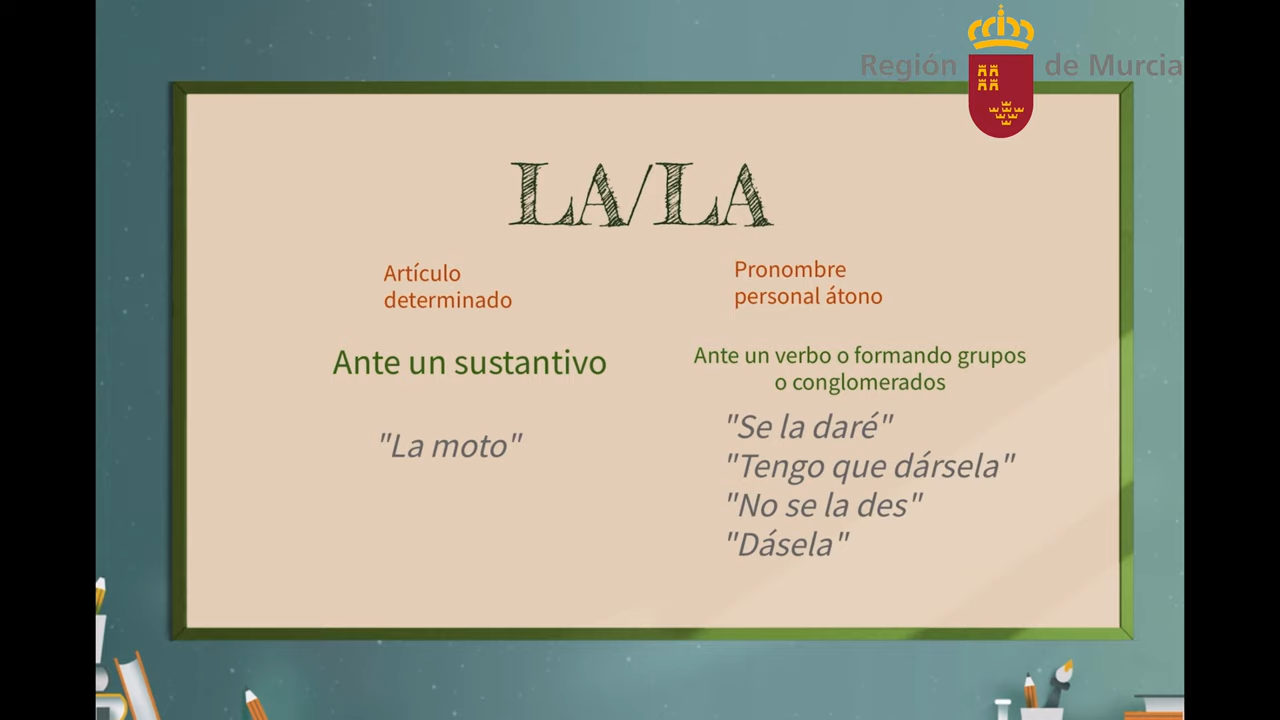 Región de Murcia
LA/LA
Artículo
determinado
Pronombre
personal átono
Ante un sustantivo
Ante un verbo o formando grupos
o conglomerados
"La moto"
"Se la daré"
"Tengo que dársela"
"No se la des"
"Dásela"